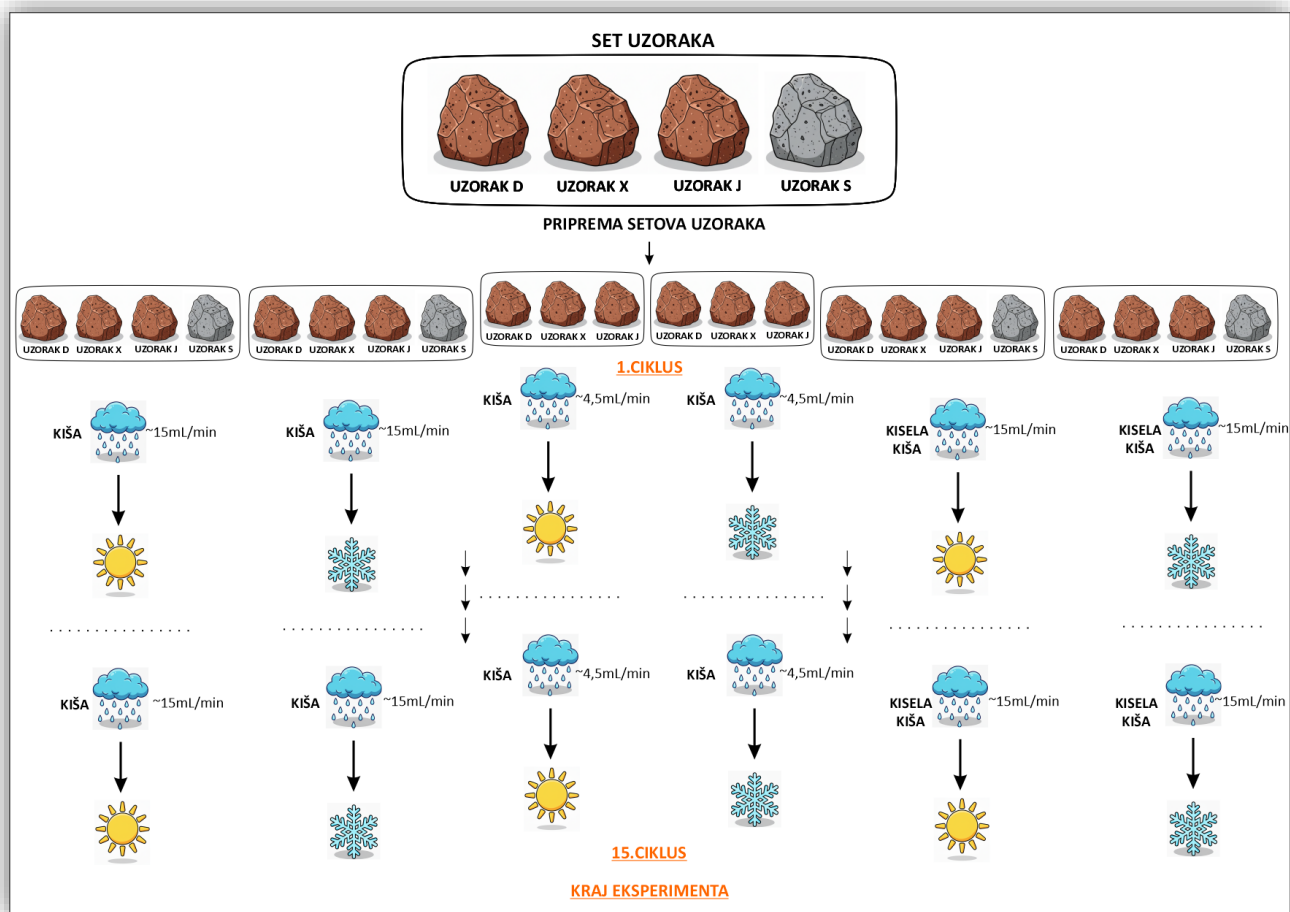 SET UZORAKA
UZORAK D UZORAK X UZORAK J UZORAK S
PRIPREMA SETOVA UZORAKA
UZORAK D UZORAK X UZORAK J UZORAK S
UZORAK D UZORAK X UZORAK J UZORAK S
UZORAK D UZORAK X UZORAK J
UZORAK D UZORAK X UZORAK J
UZORAK D UZORAK X UZORAK J UZORAK S
UZORAK D UZORAK X UZORAK J UZORAK S
1.CIKLUS
KIŠA ~15mL/min
KIŠA ~15mL/min
KIŠA ~4,5mL/min
KIŠA ~4,5mL/min
KISELA ~15mL/min
KIŠA
KISELA ~15mL/min
KIŠA
KIŠA ~15mL/min
KIŠA ~15mL/min
KIŠA ~4,5mL/min
KIŠA ~4,5mL/min
KISELA ~15mL/min
KIŠA
KISELA ~15mL/min
KIŠA
15.CIKLUS
KRAJ EKSPERIMENTA